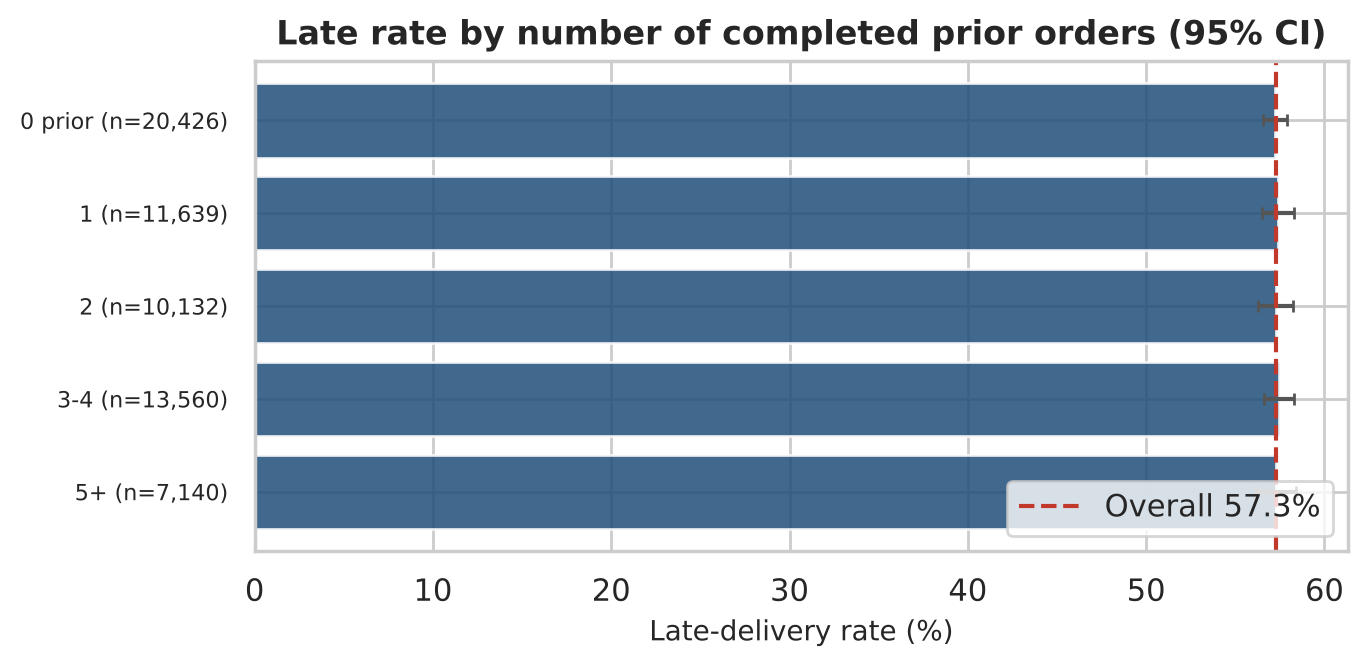 Late rate by number of completed prior orders (95% CI)
0 prior (n=20,426)
1 (n=11,639)
2 (n=10,132)
3-4 (n=13,560)
5+ (n=7,140)
Overall 57.3%
0 10 20 30 40 50 60
Late-delivery rate (%)